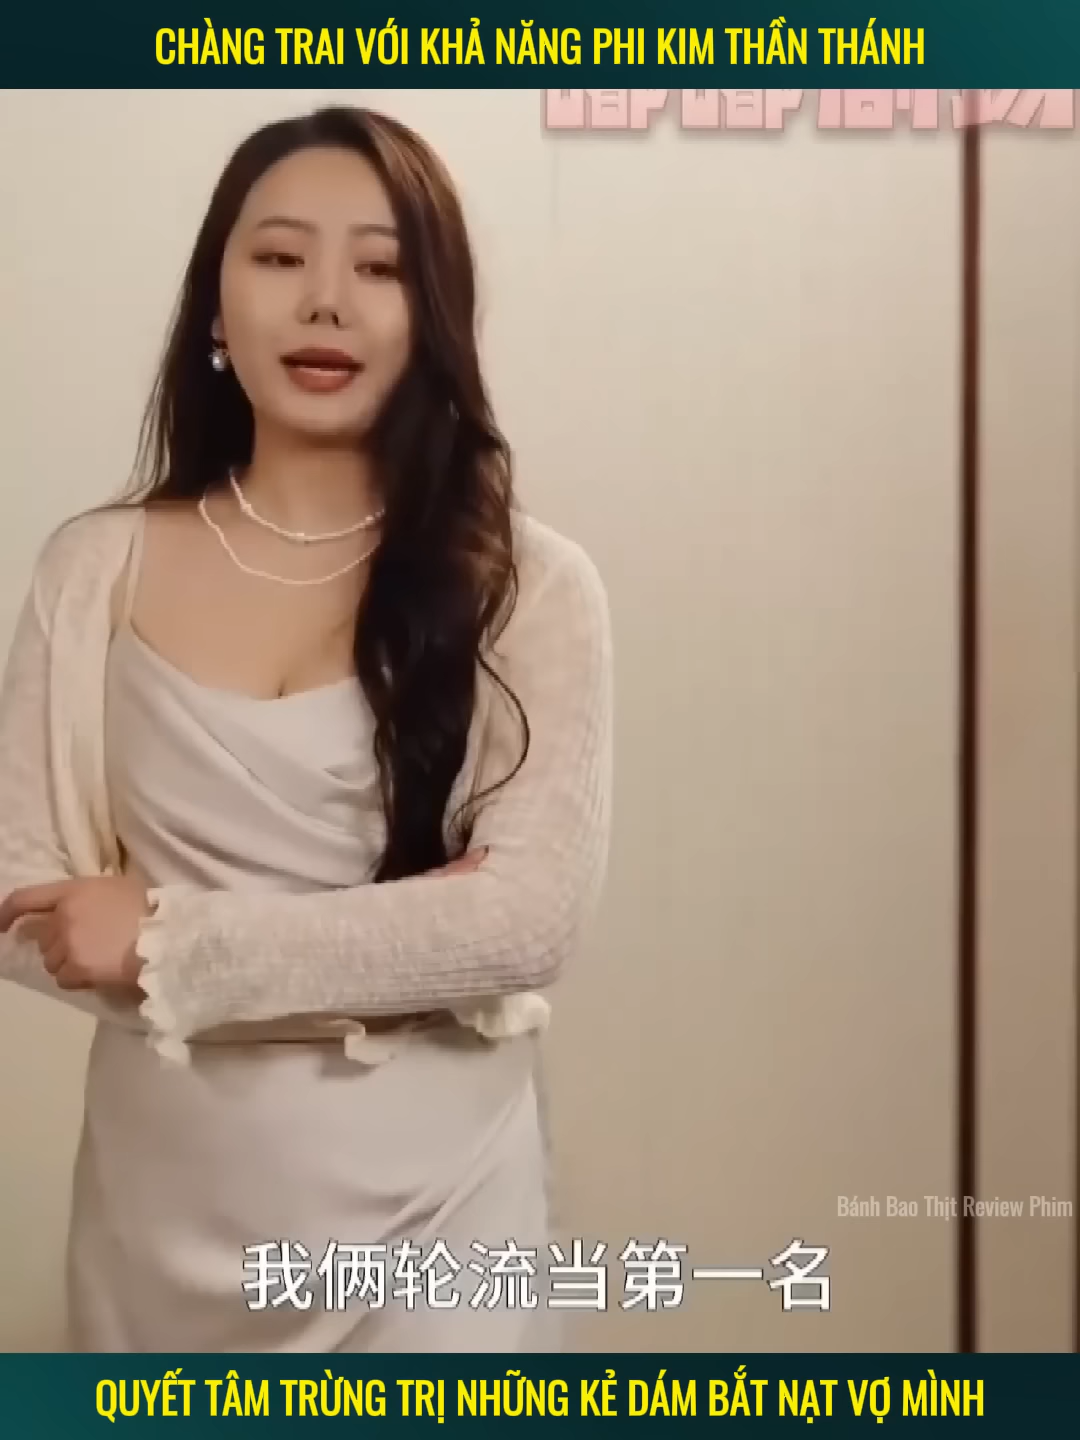 CHÀNG TRAI VỚI KHẢ NĂNG PHI KIM THẦN THÁNH
Bánh Bao Thịt Review Phim
我俩轮流当第一名
QUYẾT TÂM TRỪNG TRỊ NHỮNG KẺ DÁM BẮT NẠT VỢ MÌNH